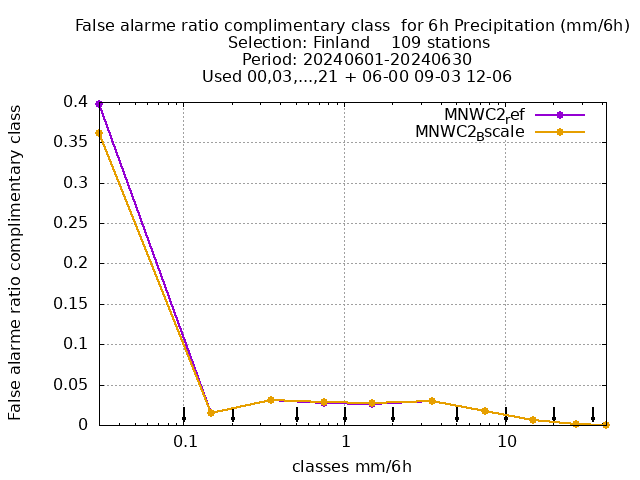 False alarme ratio complimentary class  for 6h Precipitation (mm/6h)
Selection: Finland    109 stations
Period: 20240601-20240630
Used 00,03,...,21 + 06-00 09-03 12-06
MNWC2ref
MNWC2Bscale
False alarme ratio complimentary class
0.4
0.35
0.3
0.25
0.2
0.15
0.1
0.05
0
0.1
1
10
classes mm/6h